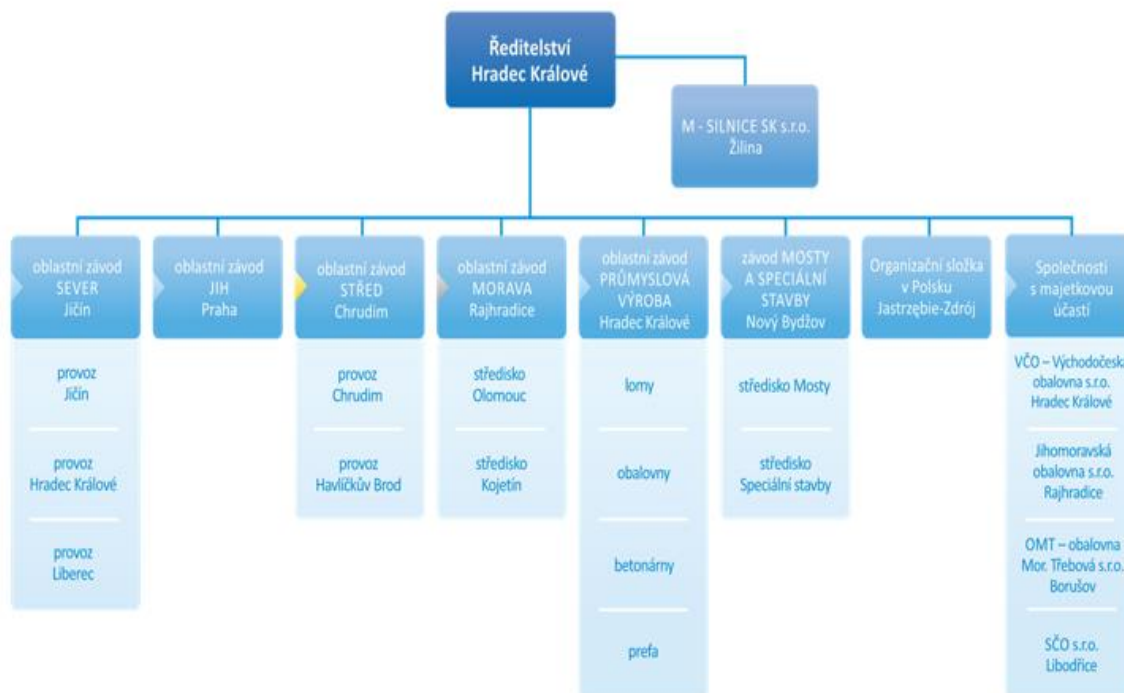 Ředitelství
Hradec Králové
M - SILNICE SK s.r.o.
Žilina
oblastní závod
SEVER
Jičín
oblastní závod
JIH
Praha
oblastní závod
STŘED
Chrudim
oblastní závod
MORAVA
Rajhradice
oblastní závod
PRŮMYSLOVÁ
VÝROBA
Hradec Králové
závod MOSTY
A SPECIÁLNÍ
STAVBY
Nový Bydžov
Organizační složka
v Polsku
Jastrzębie-Zdrój
Společnosti
s majetkovou
účastí
provoz
Jičín
provoz
Hradec Králové
provoz
Liberec
provoz
Chrudim
provoz
Havlíčkův Brod
středisko
Olomouc
středisko
Kojetín
lomy
obalovny
betonárny
prefa
středisko Mosty
středisko
Speciální stavby
VČO – Východočeská
obalovna s.r.o.
Hradec Králové
Jihomoravská
obalovna s.r.o.
Rajhradice
OMT – obalovna
Mor. Třebová s.r.o.
Borušov
SČO s.r.o.
Libodřice